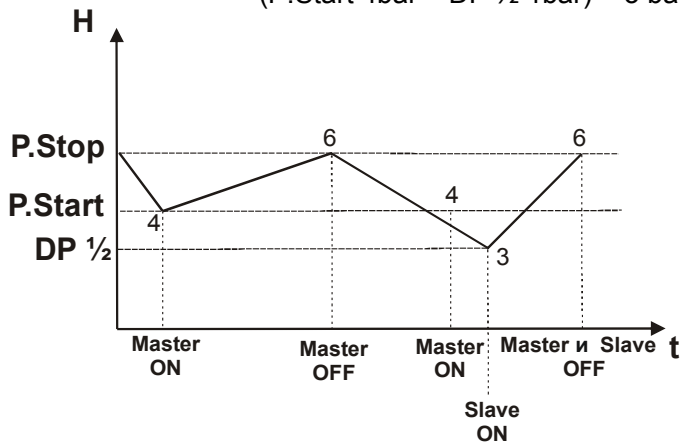 H
P.Stop
P.Start
DP ½
6
6
4
4
3
Master
ON
Master
OFF
Master
ON
Master и Slave
OFF
t
Slave
ON